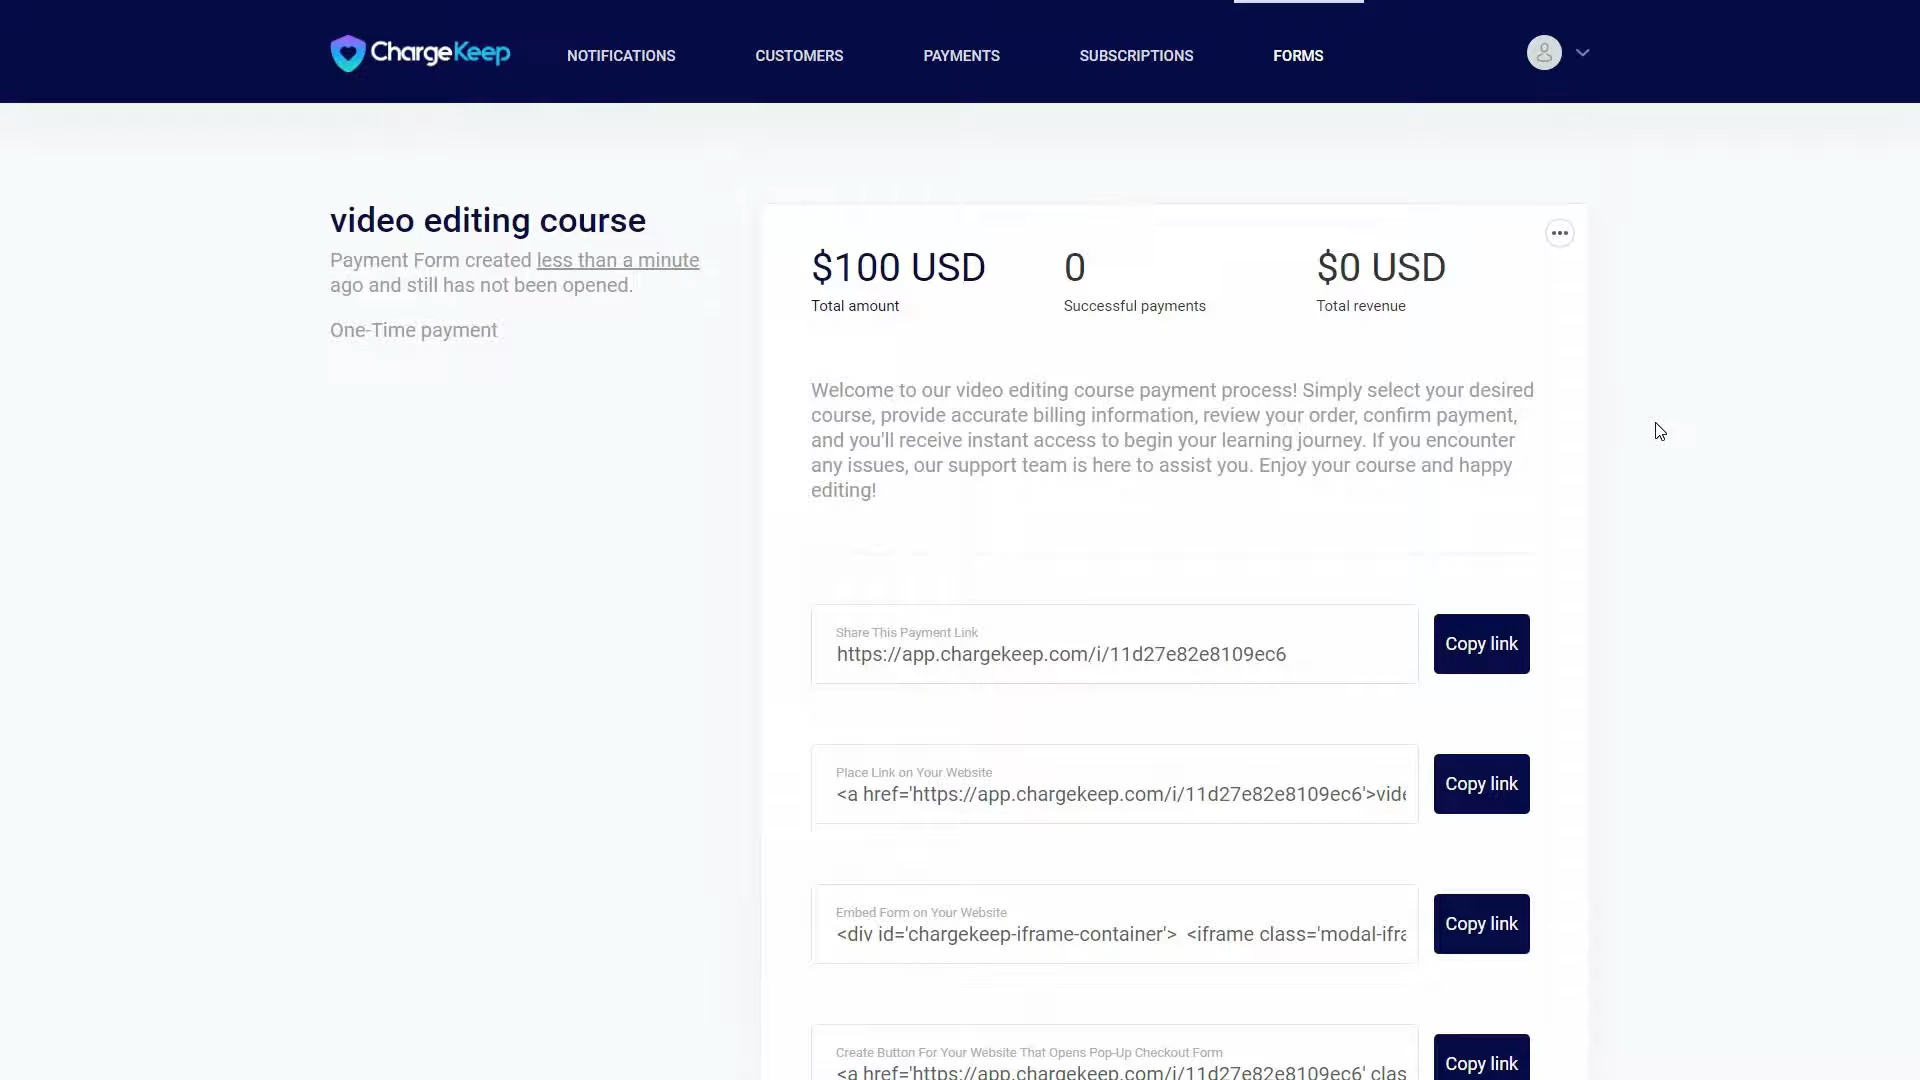 ChargeKeep
NOTIFICATIONS
CUSTOMERS
PAYMENTS
SUBSCRIPTIONS
FORMS
video editing course
Payment Form created less than a minute
ago and still has not been opened.
One-Time payment
$100 USD
Total amount
0
Successful payments
$0 USD
Total revenue
Welcome to our video editing course payment process! Simply select your desired
course, provide accurate billing information, review your order, confirm payment,
and you'll receive instant access to begin your learning journey. If you encounter
any issues, our support team is here to assist you. Enjoy your course and happy
editing!
Share This Payment Link
https://app.chargekeep.com/i/11d27e82e8109ec6
Copy link
Place Link on Your Website
<a href='https://app.chargekeep.com/i/11d27e82e8109ec6'>vide
Copy link
Embed Form on Your Website
<div id='chargekeep-iframe-container'> <iframe class='modal-ifra
Copy link
Create Button For Your Website That Opens Pop-Up Checkout Form
<a href='https://app.chargekeep.com/i/11d27e82e8109ec6' clas
Copy link